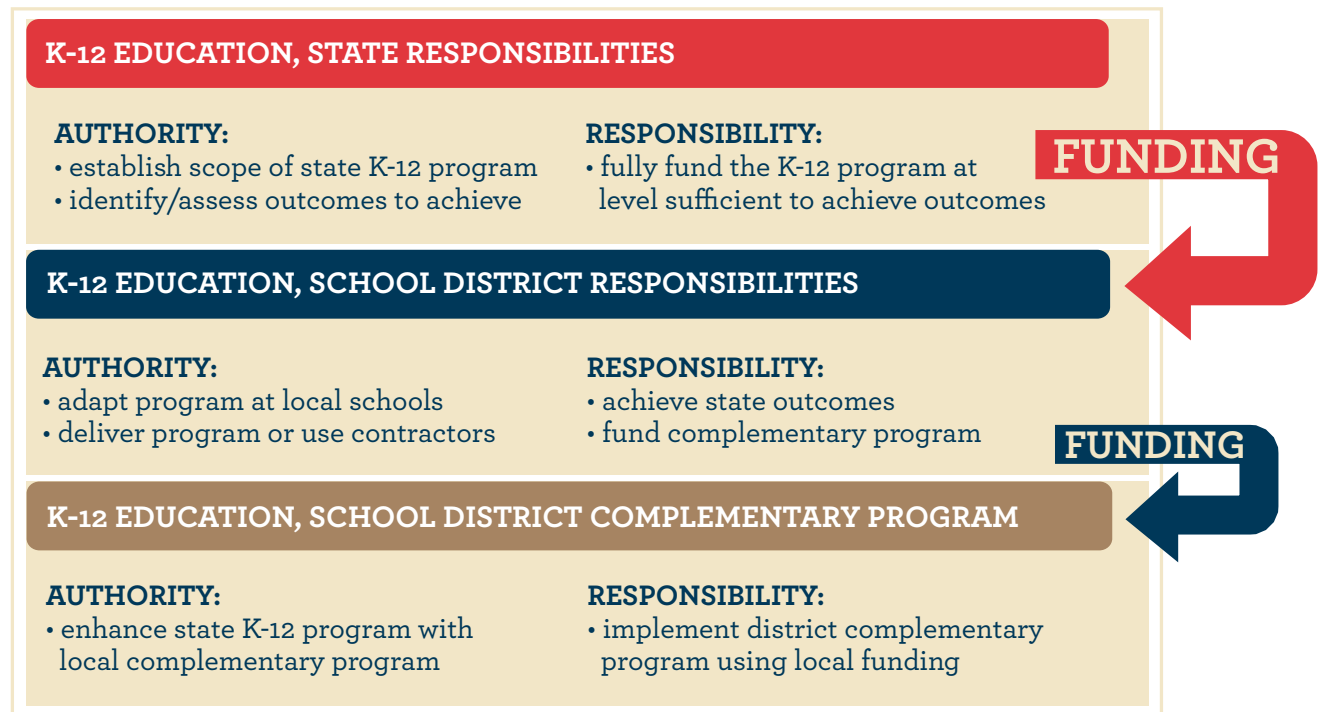 K-12 EDUCATION, STATE RESPONSIBILITIES
AUTHORITY:
• establish scope of state K-12 program
• identify/assess outcomes to achieve
RESPONSIBILITY:
• fully fund the K-12 program at
level sufficient to achieve outcomes
FUNDING
K-12 EDUCATION, SCHOOL DISTRICT RESPONSIBILITIES
AUTHORITY:
• adapt program at local schools
• deliver program or use contractors
RESPONSIBILITY:
• achieve state outcomes
• fund complementary program
FUNDING
K-12 EDUCATION, SCHOOL DISTRICT COMPLEMENTARY PROGRAM
AUTHORITY:
• enhance state K-12 program with
local complementary program
RESPONSIBILITY:
• implement district complementary
program using local funding